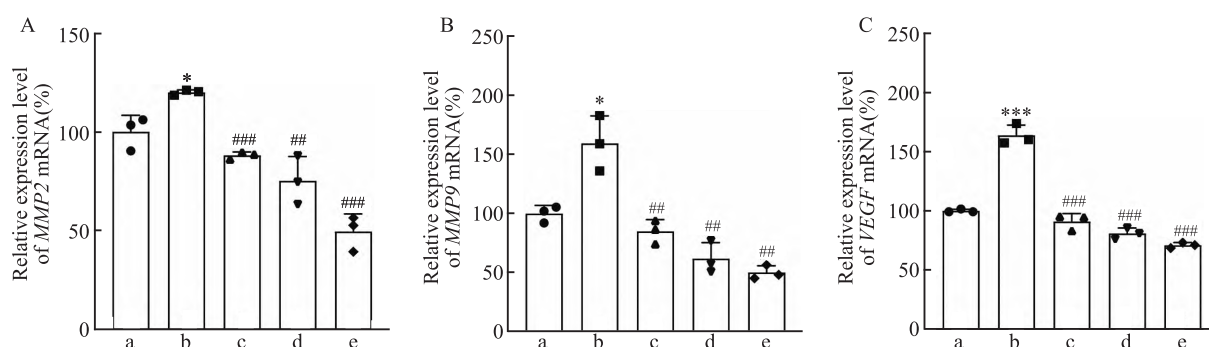 A
Relative expression level
of MMP2 mRNA(%)
150
100
50
0
*
###
##
###
a b c d e
B
Relative expression level
of MMP9 mRNA(%)
250
200
150
100
50
0
*
##
##
##
a b c d e
C
Relative expression level
of VEGF mRNA(%)
250
200
150
100
50
0
***
###
###
###
a b c d e